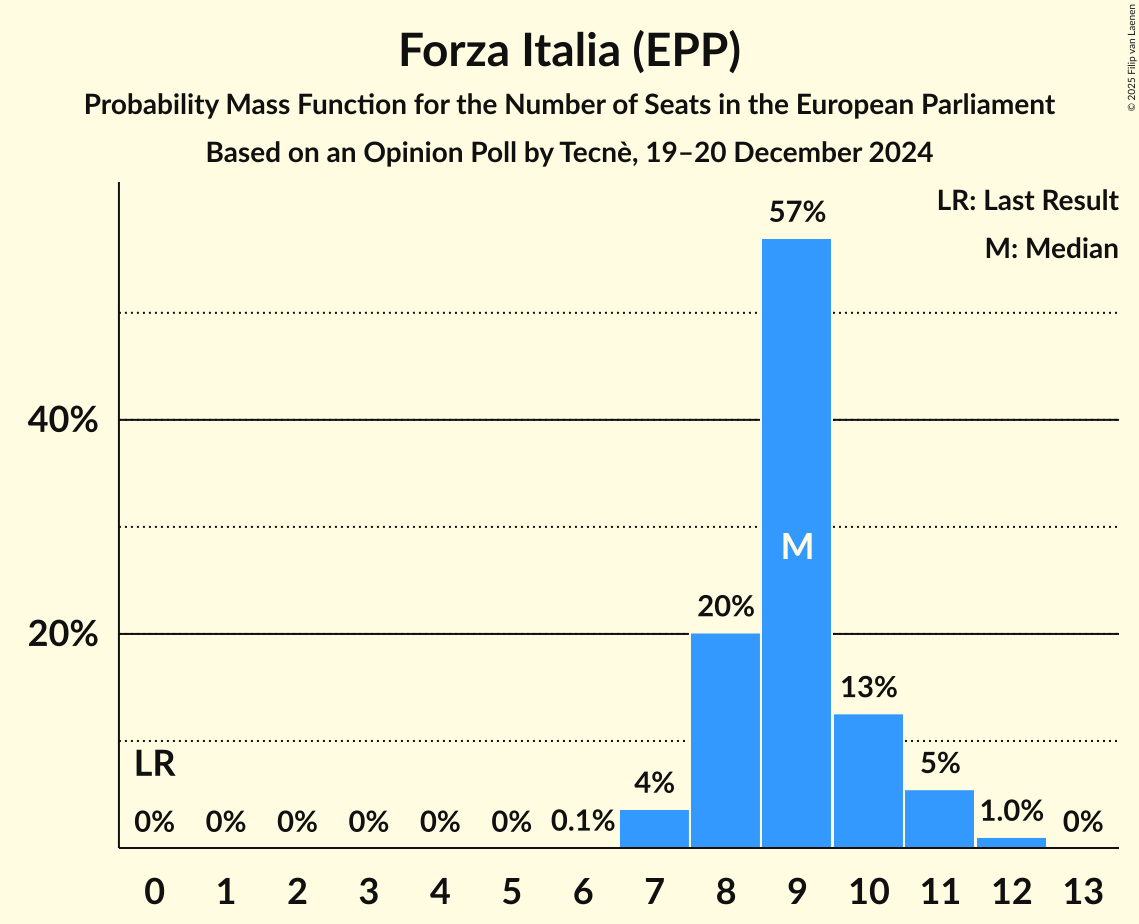 Forza Italia (EPP)
Probability Mass Function for the Number of Seats in the European Parliament
Based on an Opinion Poll by Tecnè, 19–20 December 2024
© 2025 Filip van Laenen
LR: Last Result
M: Median
57%
40%
M
20%
20%
13%
LR
5%
4%
0% 0% 0% 0% 0% 0% 0.1% 1.0% 0%
0 1 2 3 4 5 6 7 8 9 10 11 12 13